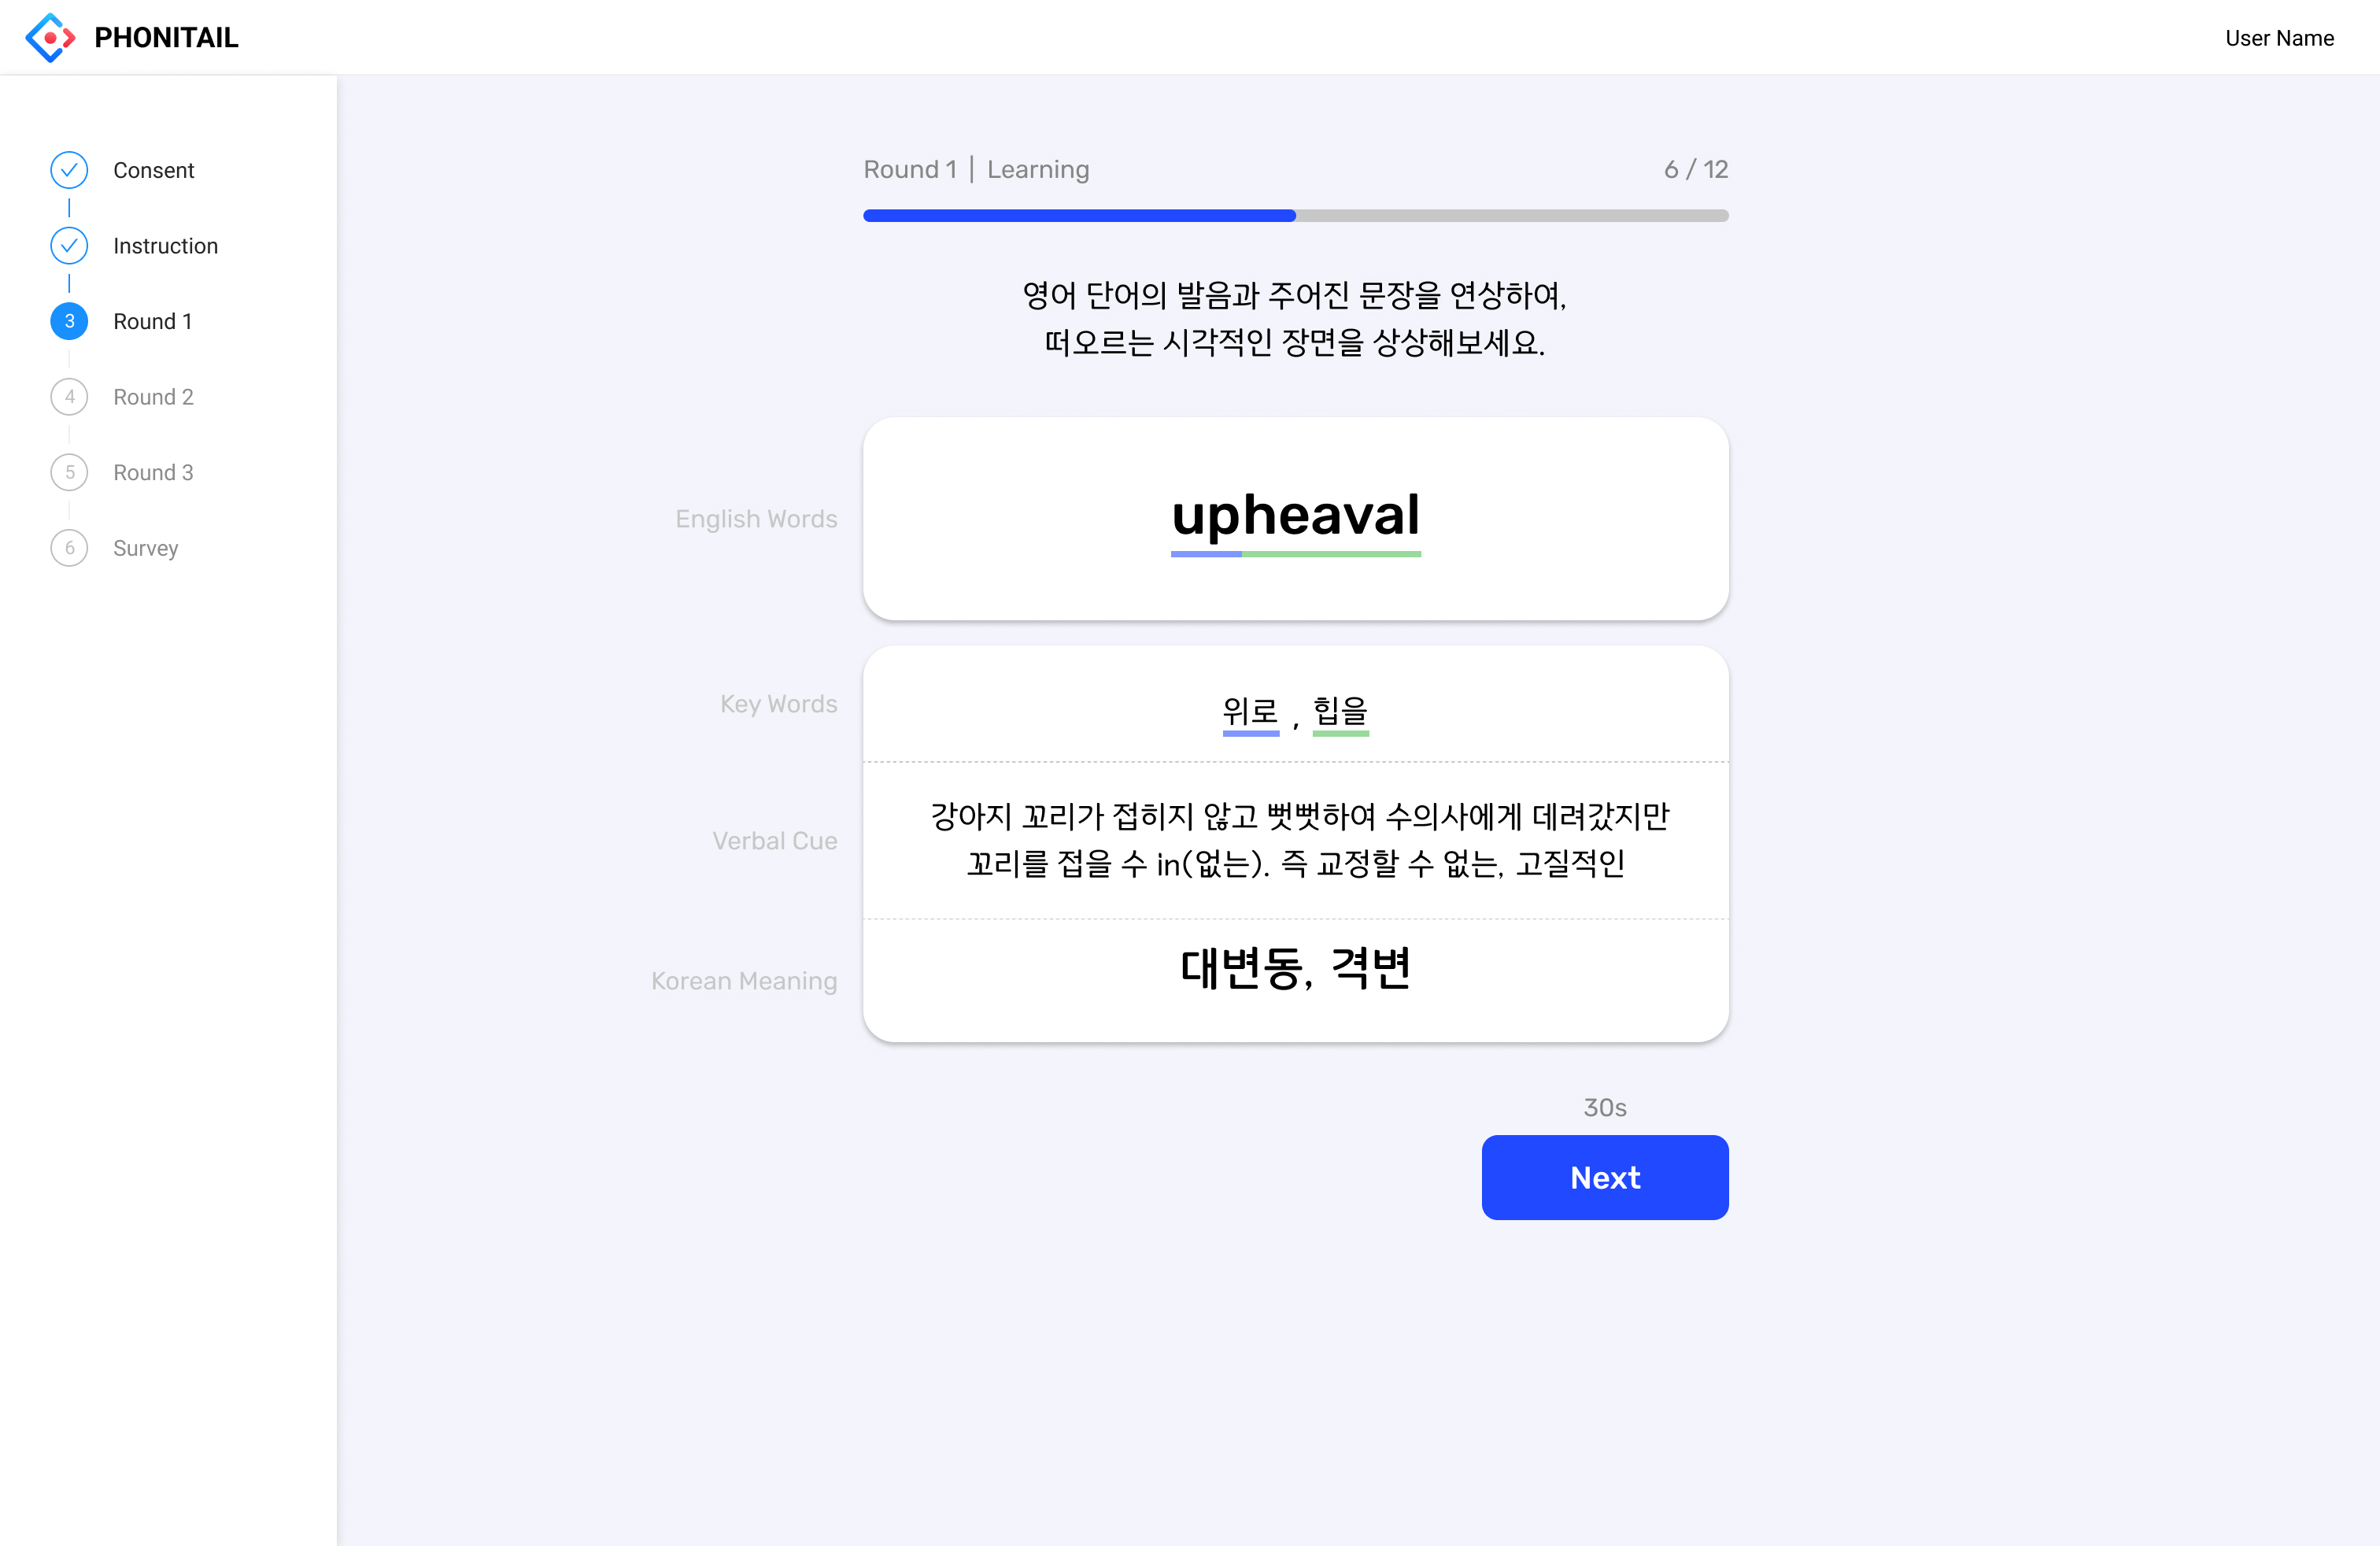 PHONITAIL
User Name
Consent
Instruction
3 Round 1
4 Round 2
5 Round 3
6 Survey
Round 1 | Learning
6 / 12
영어 단어의 발음과 주어진 문장을 연상하여,
떠오르는 시각적인 장면을 상상해보세요.
English Words
upheaval
Key Words
위로 , 힙을
Verbal Cue
강아지 꼬리가 접히지 않고 뻣뻣하여 수의사에게 데려갔지만
꼬리를 접을 수 in(없는). 즉 교정할 수 없는, 고질적인
Korean Meaning
대변동, 격변
30s
Next